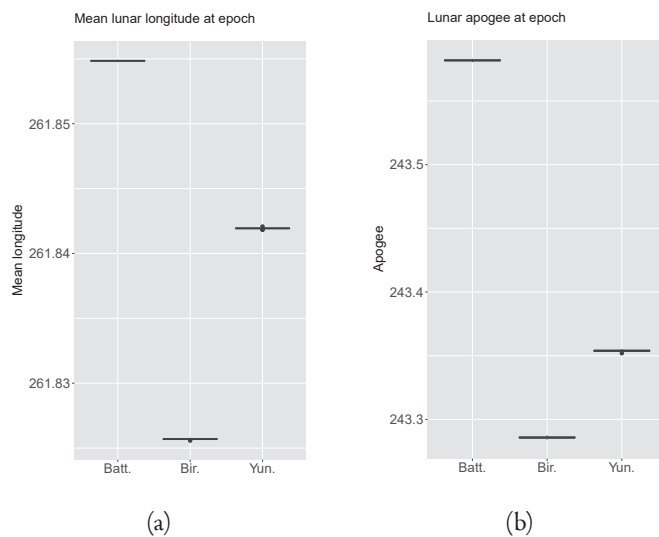 Mean lunar longitude at epoch
261.85
261.84
261.83
Mean longitude
Batt. Bir. Yun.
(a)
Lunar apogee at epoch
243.5
243.4
243.3
Apogee
Batt. Bir. Yun.
(b)